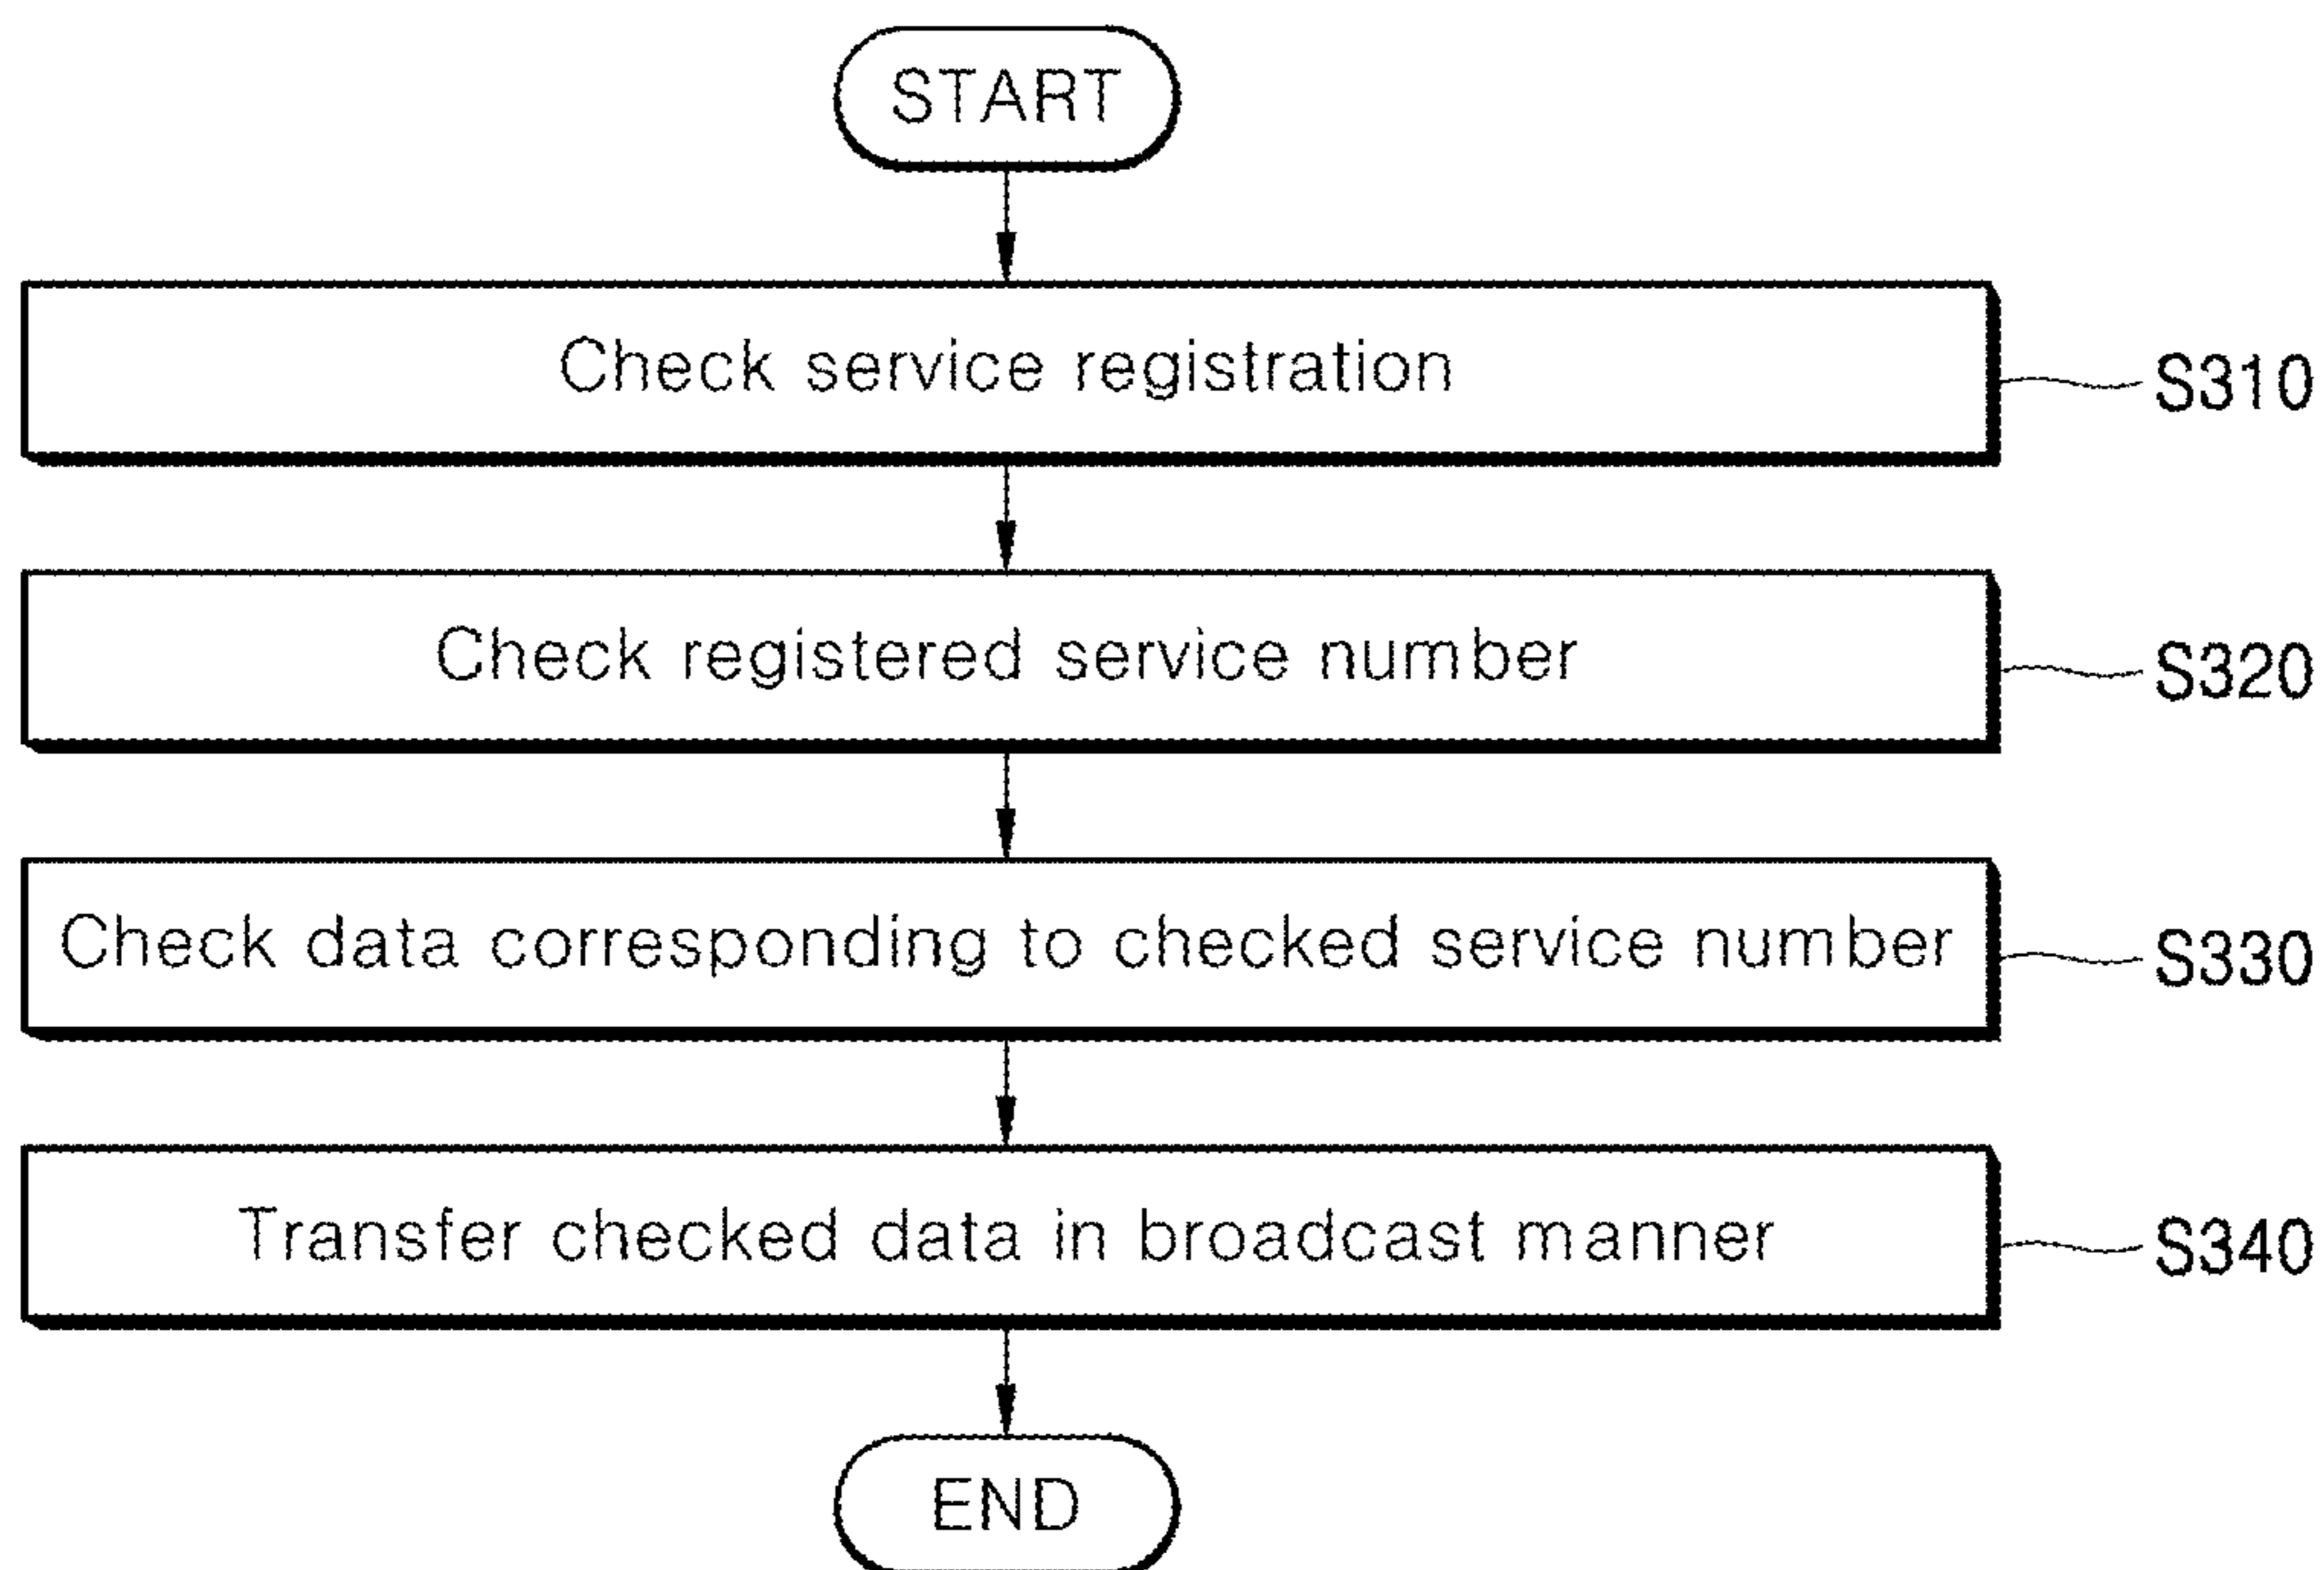 START
Check service registration
S310
Check registered service number
S320
Check data corresponding to checked service number
S330
Transfer checked data in broadcast manner
S340
END